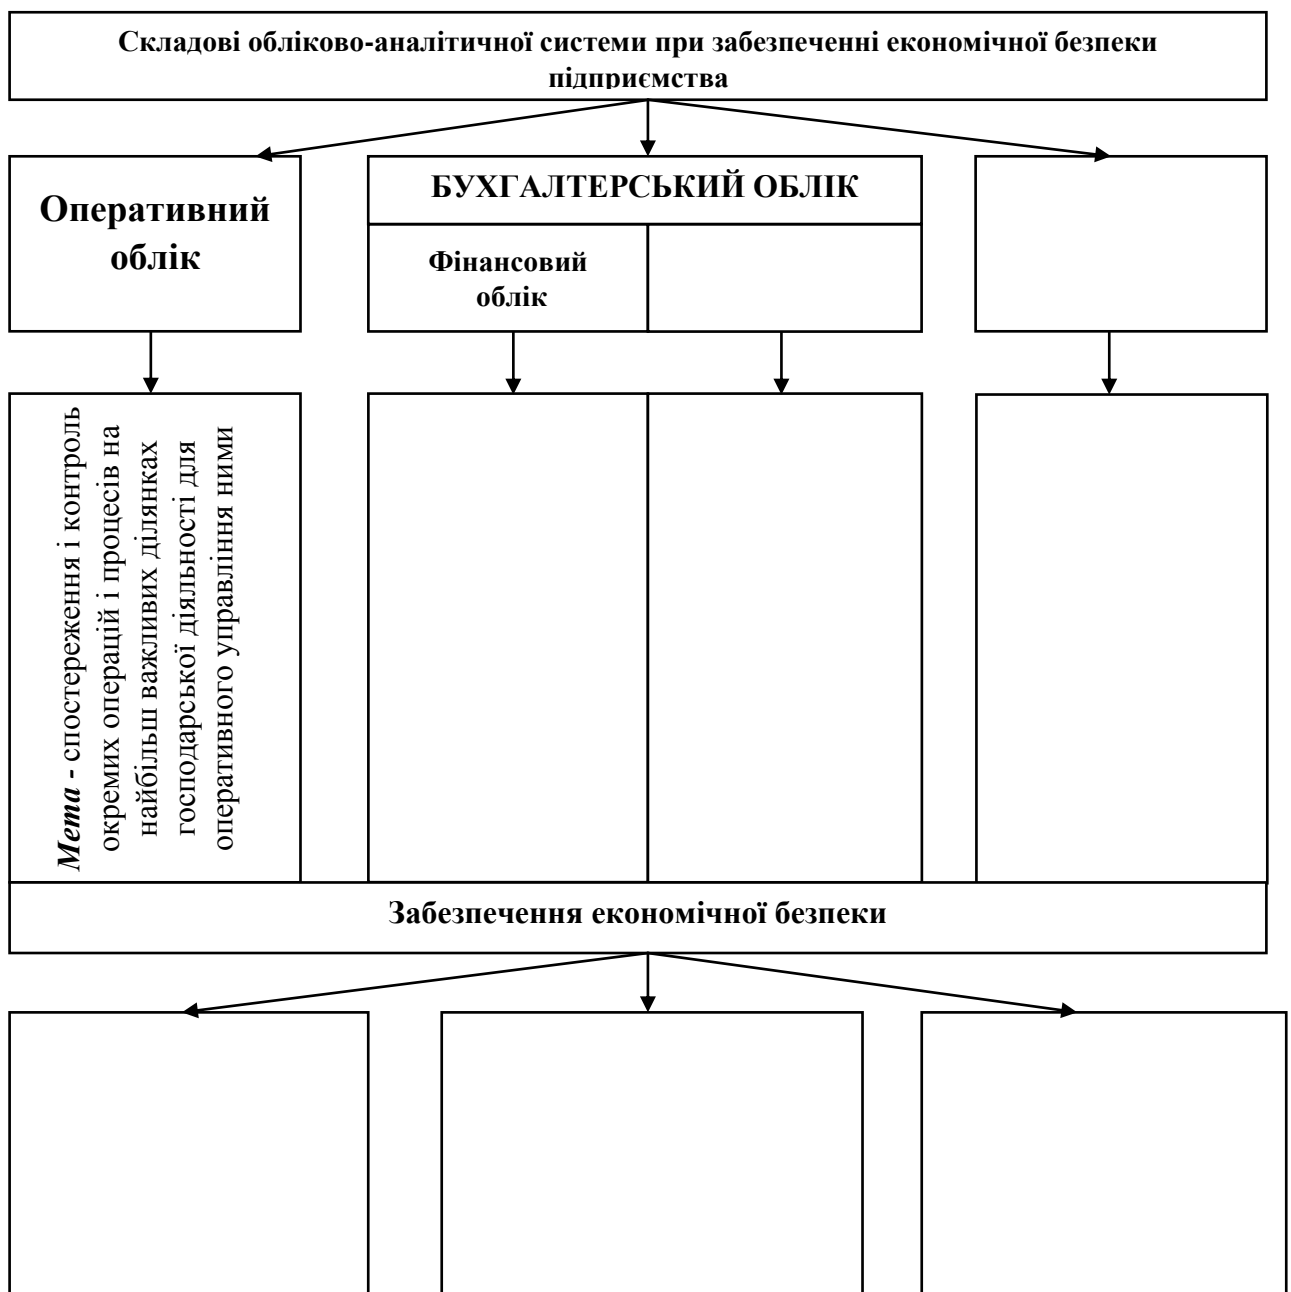 Складові обліково-аналітичної системи при забезпеченні економічної безпеки
підприємства
Оперативний
облік
БУХГАЛТЕРСЬКИЙ ОБЛІК
Фінансовий
облік
Мета - спостереження і контроль
окремих операцій і процесів на
найбільш важливих ділянках
господарської діяльності для
оперативного управління ними
Забезпечення економічної безпеки